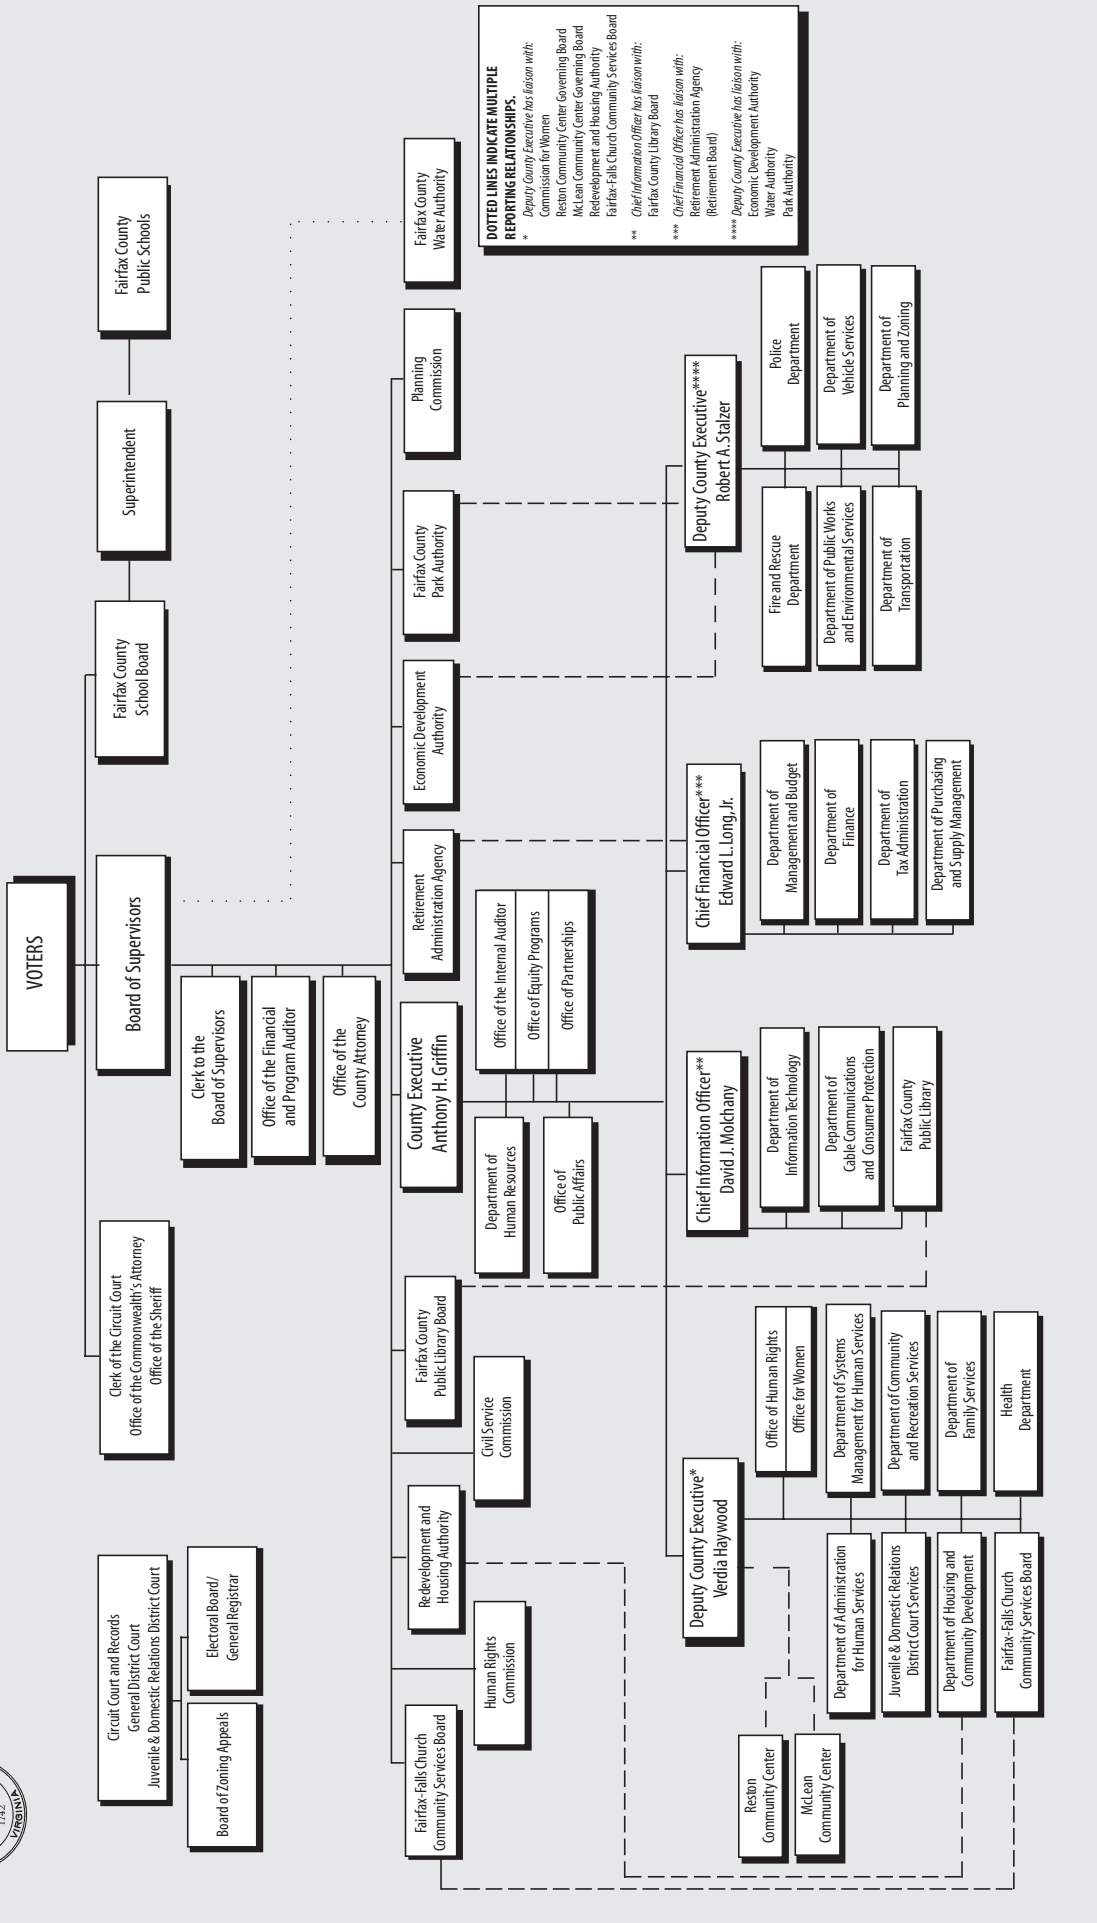 1742
VIRGINIA
VOTERS
Clerk of the Circuit Court
Office of the Commonwealth's Attorney
Office of the Sheriff
Board of Supervisors
Fairfax County
School Board
Superintendent
Fairfax County
Public Schools
Circuit Court and Records
General District Court
Juvenile & Domestic Relations District Court
Board of Zoning Appeals
Electoral Board/
General Registrar
Clerk to the
Board of Supervisors
Office of the Financial
and Program Auditor
Office of the
County Attorney
Fairfax-Falls Church
Community Services Board
Human Rights
Commission
Redevelopment and
Housing Authority
Civil Service
Commission
Fairfax County
Public Library Board
County Executive
Anthony H. Griffin
Retirement
Administration Agency
Economic Development
Authority
Fairfax County
Park Authority
Planning
Commission
Fairfax County
Water Authority
Department of
Human Resources
Office of
Public Affairs
Office of the Internal Auditor
Office of Equity Programs
Office of Partnerships
DOTTED LINES INDICATE MULTIPLE
REPORTING RELATIONSHIPS.
* Deputy County Executive has liaison with:
Commission for Women
Reston Community Center Governing Board
McLean Community Center Governing Board
Redevelopment and Housing Authority
Fairfax-Falls Church Community Services Board
** Chief Information Officer has liaison with:
Fairfax County Library Board
*** Chief Financial Officer has liaison with:
Retirement Administration Agency
(Retirement Board)
**** Deputy County Executive has liaison with:
Economic Development Authority
Water Authority
Park Authority
Deputy County Executive*
Verdia Haywood
Reston
Community Center
McLean
Community Center
Office of Human Rights
Office for Women
Department of Administration
for Human Services
Department of Systems
Management for Human Services
Juvenile & Domestic Relations
District Court Services
Department of Community
and Recreation Services
Department of Housing and
Community Development
Department of
Family Services
Fairfax-Falls Church
Community Services Board
Health
Department
Chief Information Officer**
David J. Molchany
Department of
Information Technology
Department of
Cable Communications
and Consumer Protection
Fairfax County
Public Library
Chief Financial Officer***
Edward L. Long, Jr.
Department of
Management and Budget
Department of
Finance
Department of
Tax Administration
Department of Purchasing
and Supply Management
Deputy County Executive****
Robert A. Stalzer
Fire and Rescue
Department
Police
Department
Department of Public Works
and Environmental Services
Department of
Vehicle Services
Department of
Transportation
Department of
Planning and Zoning